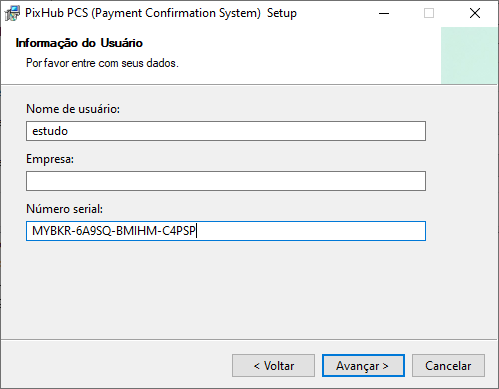 PixHub PCS (Payment Confirmation System) Setup
Informação do Usuário
Por favor entre com seus dados.
Nome de usuário:
estudo
Empresa:
Número serial:
MYBKR-6A9SQ-BMIHM-C4PSP
< Voltar
Avançar >
Cancelar